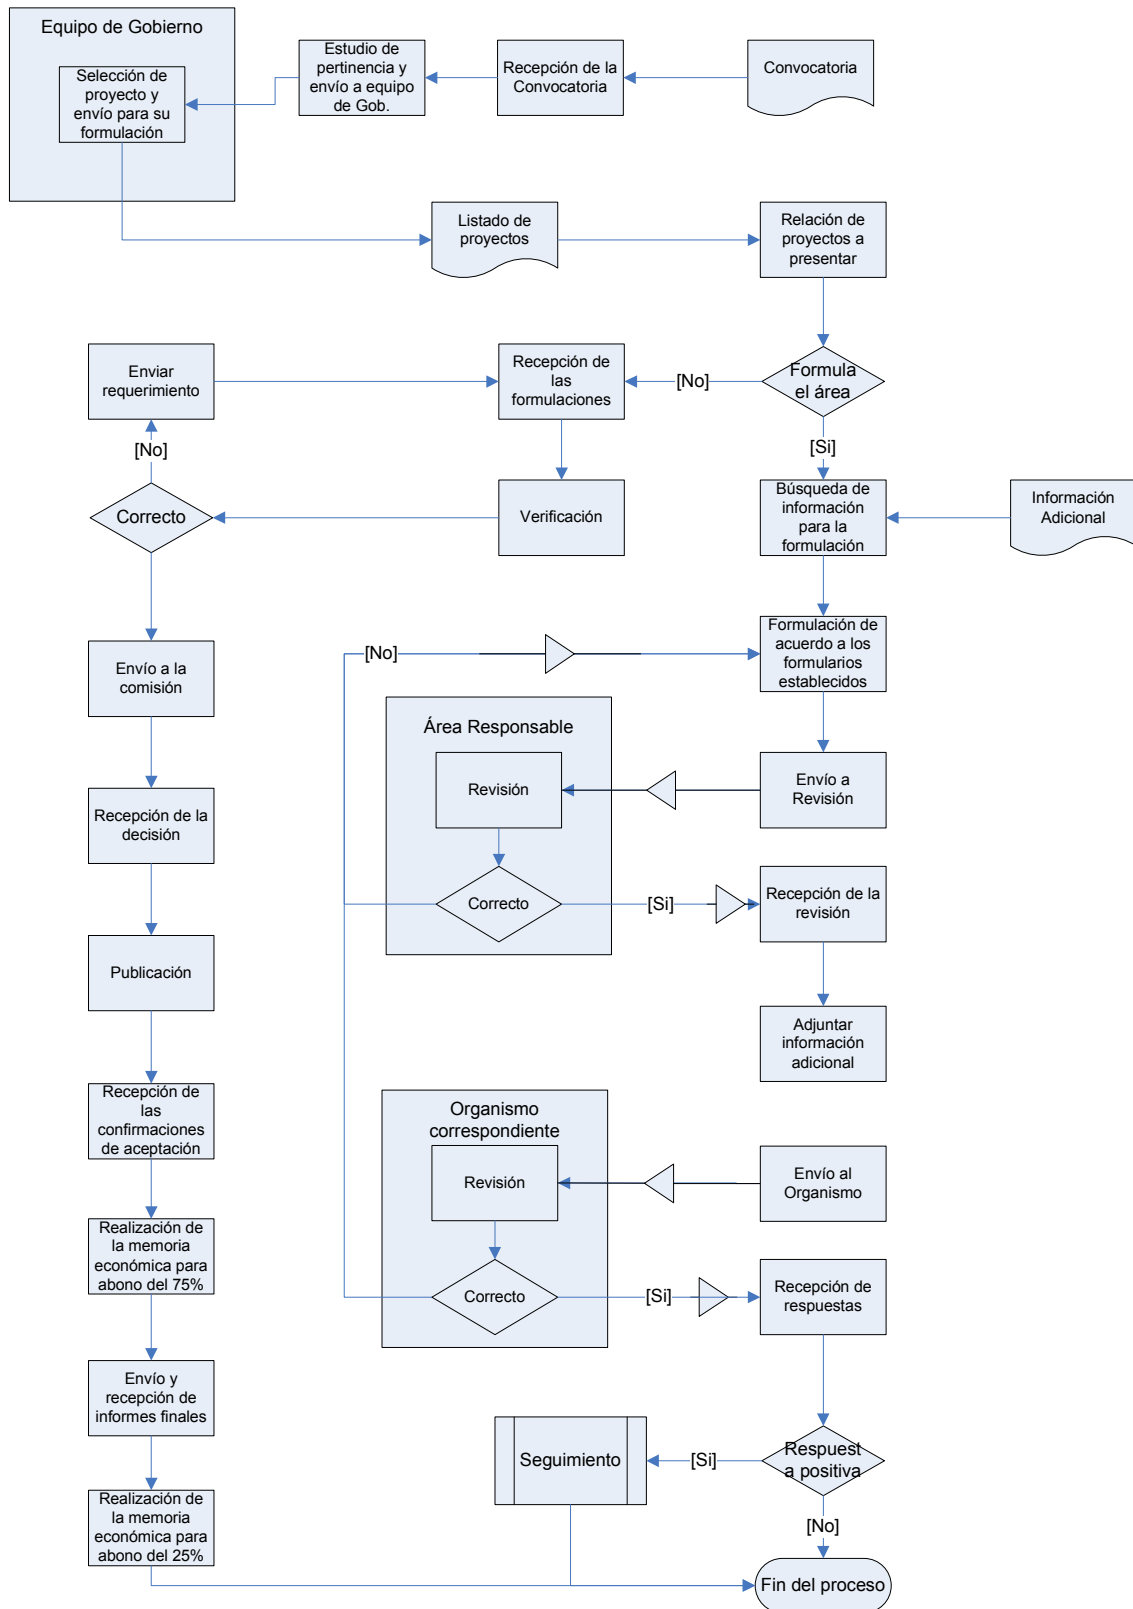 Equipo de Gobierno
Selección de
proyecto y
envío para su
formulación
Estudio de
pertinencia y
envío a equipo
de Gob.
Recepción de la
Convocatoria
Convocatoria
Listado de
proyectos
Relación de
proyectos a
presentar
Enviar
requerimiento
Recepción de
las
formulaciones
[No]
Formula
el área
[No]
[Si]
Correcto
Verificación
Búsqueda de
información
para la
formulación
Información
Adicional
Envío a la
comisión
[No]
Formulación de
acuerdo a los
formularios
establecidos
Área Responsable
Revisión
Envío a
Revisión
Recepción de la
decisión
Correcto
[Si]
Recepción de la
revisión
Publicación
Adjuntar
información
adicional
Recepción de
las
confirmaciones
de aceptación
Organismo
correspondiente
Revisión
Envío al
Organismo
Realización de
la memoria
económica para
abono del 75%
Correcto
[Si]
Recepción de
respuestas
Envío y
recepción de
informes finales
Seguimiento
[Si]
Respuest
a positiva
Realización de
la memoria
económica para
abono del 25%
[No]
Fin del proceso